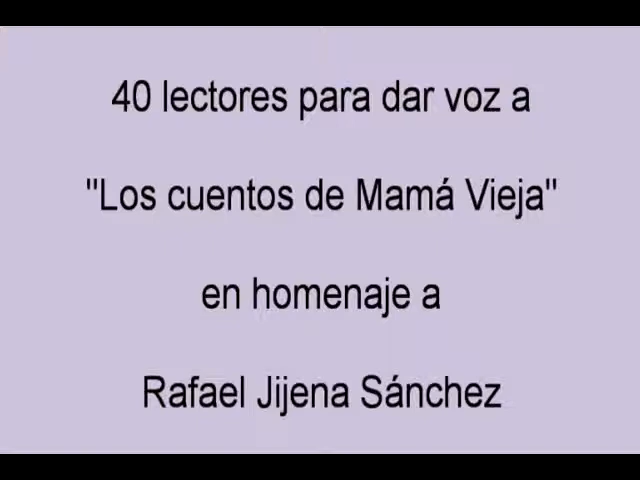 40 lectores para dar voz a
"Los cuentos de Mamá Vieja"
en homenaje a
Rafael Jijena Sánchez